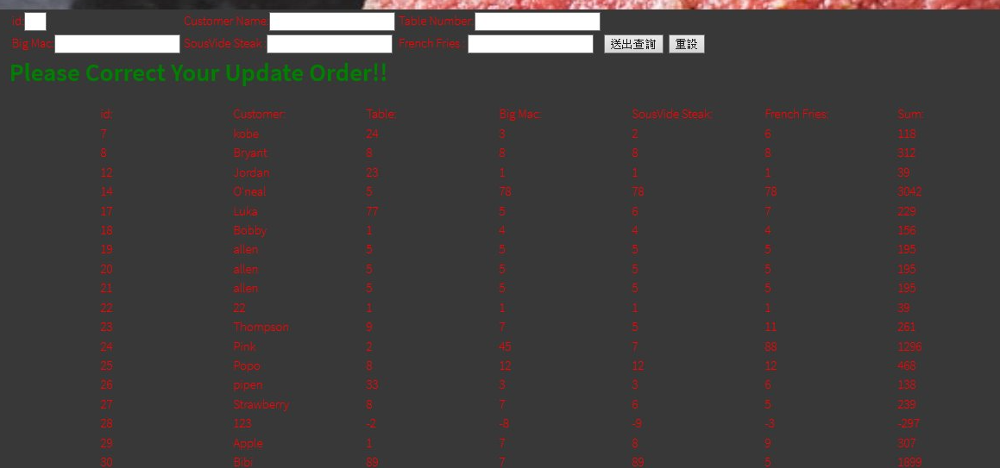 id: Customer Name: Table Number:
Big Mac: SousVide Steak: French Fries : 送出查詢 重設
Please Correct Your Update Order!!
id: Customer: Table: Big Mac: SousVide Steak: French Fries: Sum:
7 kobe 24 3 2 6 118
8 Bryant 8 8 8 8 312
12 Jordan 23 1 1 1 39
14 O'neal 5 78 78 78 3042
17 Luka 77 5 6 7 229
18 Bobby 1 4 4 4 156
19 allen 5 5 5 5 195
20 allen 5 5 5 5 195
21 allen 5 5 5 5 195
22 22 1 1 1 1 39
23 Thompson 9 7 5 11 261
24 Pink 2 45 7 88 1296
25 Popo 8 12 12 12 468
26 pipen 33 3 3 6 138
27 Strawberry 8 7 6 5 239
28 123 -2 -8 -9 -3 -297
29 Apple 1 7 8 9 307
30 Bibi 89 7 89 5 1899